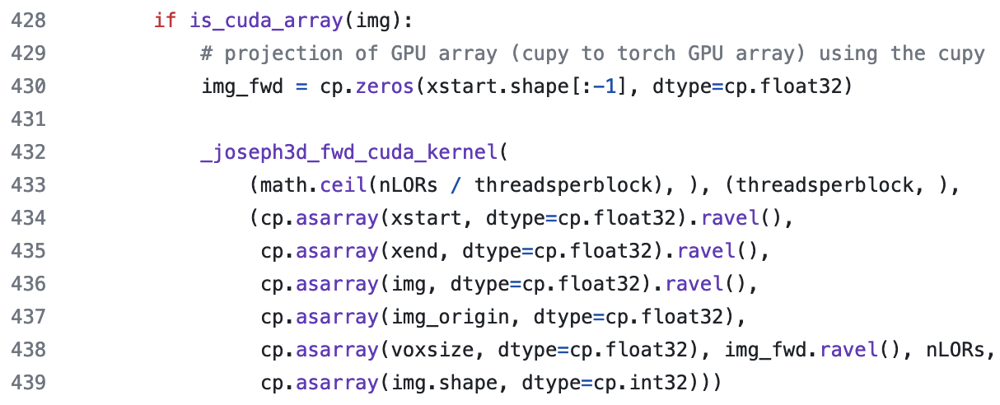 428 if is_cuda_array(img):
429 # projection of GPU array (cupy to torch GPU array) using the cupy
430 img_fwd = cp.zeros(xstart.shape[:-1], dtype=cp.float32)
431
432 _joseph3d_fwd_cuda_kernel(
433 (math.ceil(nLORs / threadsperblock), ), (threadsperblock, ),
434 (cp.asarray(xstart, dtype=cp.float32).ravel(),
435 cp.asarray(xend, dtype=cp.float32).ravel(),
436 cp.asarray(img, dtype=cp.float32).ravel(),
437 cp.asarray(img_origin, dtype=cp.float32),
438 cp.asarray(voxsize, dtype=cp.float32), img_fwd.ravel(), nLORs,
439 cp.asarray(img.shape, dtype=cp.int32)))